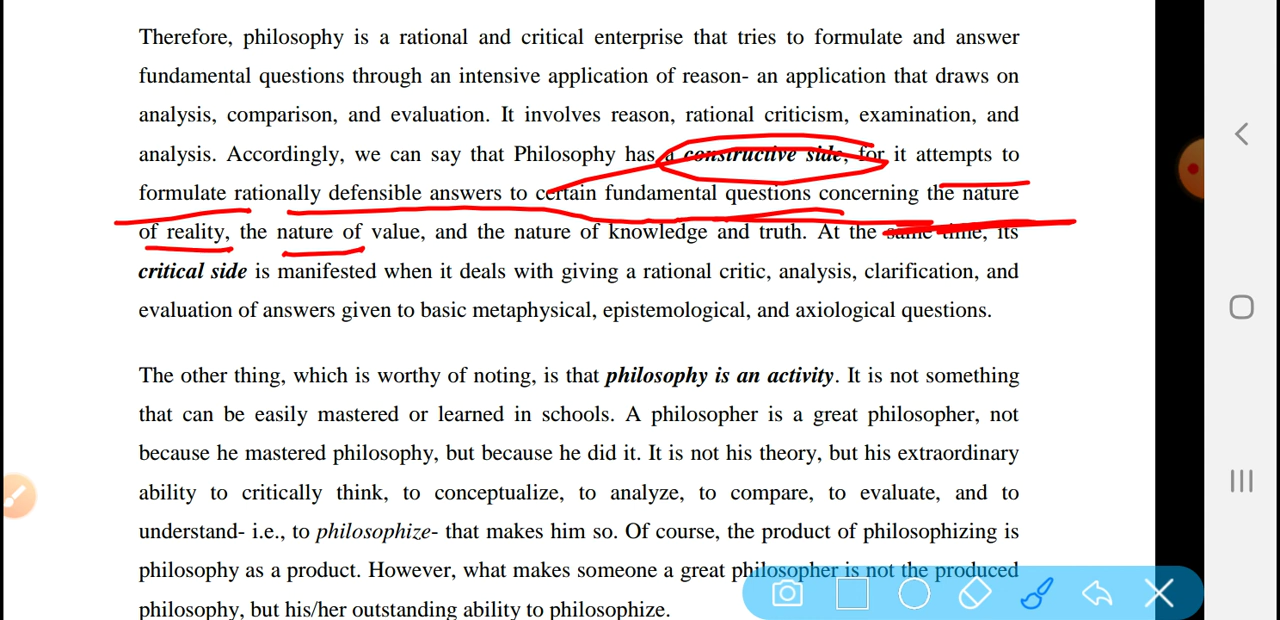 Therefore, philosophy is a rational and critical enterprise that tries to formulate and answer
fundamental questions through an intensive application of reason- an application that draws on
analysis, comparison, and evaluation. It involves reason, rational criticism, examination, and
analysis. Accordingly, we can say that Philosophy has a constructive side, for it attempts to
formulate rationally defensible answers to certain fundamental questions concerning the nature
of reality, the nature of value, and the nature of knowledge and truth. At the same time, its
critical side is manifested when it deals with giving a rational critic, analysis, clarification, and
evaluation of answers given to basic metaphysical, epistemological, and axiological questions.
The other thing, which is worthy of noting, is that philosophy is an activity. It is not something
that can be easily mastered or learned in schools. A philosopher is a great philosopher, not
because he mastered philosophy, but because he did it. It is not his theory, but his extraordinary
ability to critically think, to conceptualize, to analyze, to compare, to evaluate, and to
understand- i.e., to philosophize- that makes him so. Of course, the product of philosophizing is
philosophy as a product. However, what makes someone a great philosopher is not the produced
philosophy, but his/her outstanding ability to philosophize.